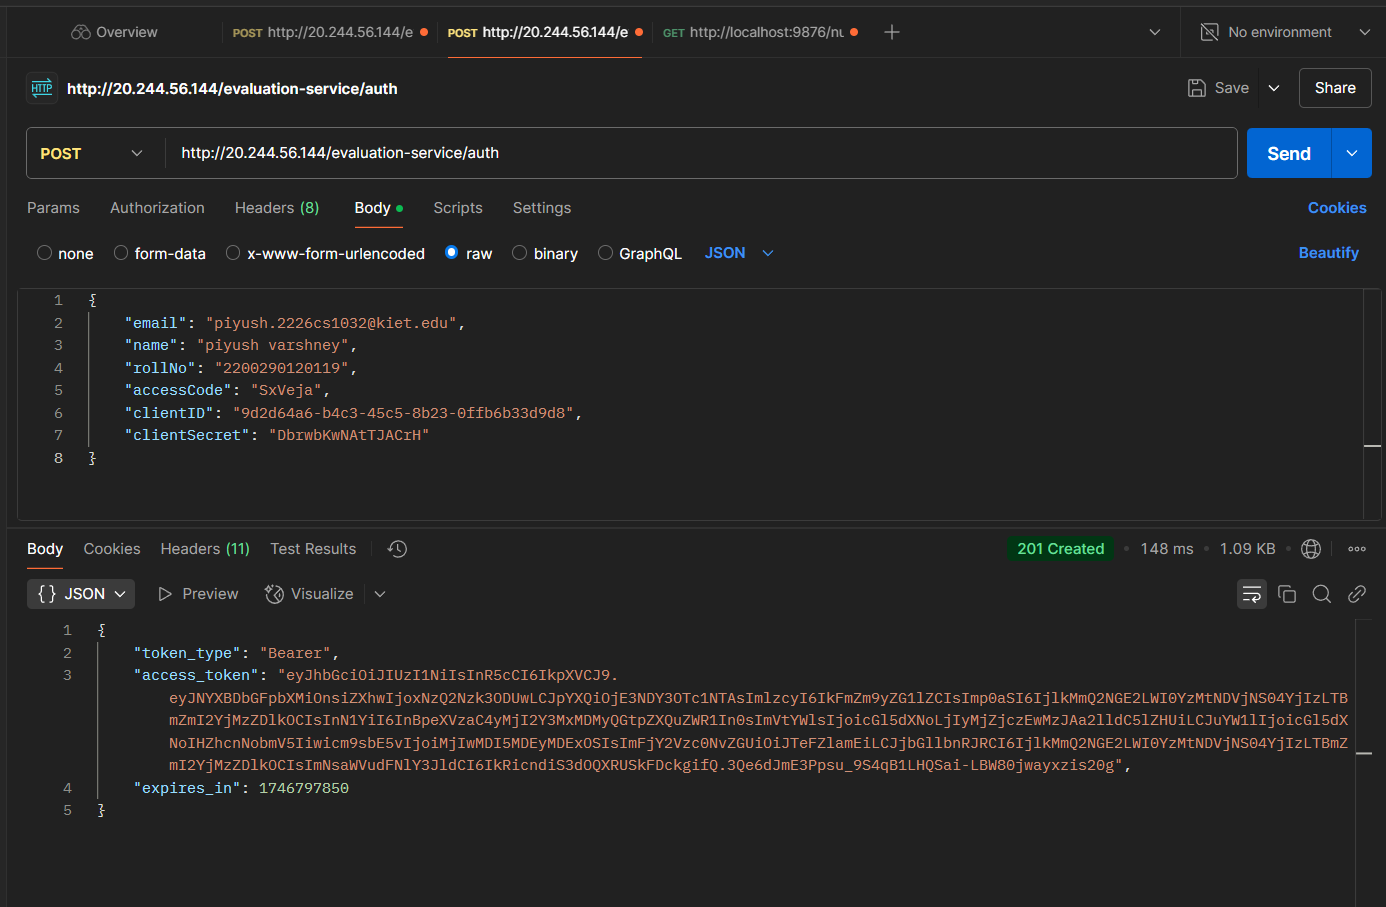 Overview
POST http://20.244.56.144/e
POST http://20.244.56.144/e
GET http://localhost:9876/nu
No environment
HTTP http://20.244.56.144/evaluation-service/auth
Save
Share
POST
http://20.244.56.144/evaluation-service/auth
Send
Params
Authorization
Headers (8)
Body
Scripts
Settings
Cookies
none
form-data
x-www-form-urlencoded
raw
binary
GraphQL
JSON
Beautify
1 {
2 "email": "piyush.2226cs1032@kiet.edu",
3 "name": "piyush varshney",
4 "rollNo": "2200290120119",
5 "accessCode": "SxVeja",
6 "clientID": "9d2d64a6-b4c3-45c5-8b23-0ffb6b33d9d8",
7 "clientSecret": "DbrwbKwNAtTJACrH"
8 }
Body
Cookies
Headers (11)
Test Results
201 Created
148 ms
1.09 KB
{} JSON
Preview
Visualize
1 {
2 "token_type": "Bearer",
3 "access_token": "eyJhbGciOiJIUzI1NiIsInR5cCI6IkpXVCJ9.
eyJNYXBDbGFpbXMiOnsiZXhwIjoxNzQ2Nzk3ODUwLCJpYXQiOjE3NDY3OTc1NTAsImlzcyI6IkFmZm9yZG1lZCIsImp0aSI6IjlkMmQ2NGE2LWI0YzMtNDVjNS04YjIzLTB
mZmI2YjMzZDlkOCIsInN1YiI6InBpeXVzaC4yMjI2Y3MxMDMyQGtpZXQuZWR1In0sImVtYWlsIjoicGl5dXNoLjIyMjZjczEwMzJAa2lldC5lZHUiLCJuYW1lIjoicGl5dX
NoIHZhcnNobmV5Iiwicm9sbE5vIjoiMjIwMDI5MDEyMDExOSIsImFjY2Vzc0NvZGUiOiJTeFZlamEiLCJjbGllbnRJRCI6IjlkMmQ2NGE2LWI0YzMtNDVjNS04YjIzLTBmZ
mI2YjMzZDlkOCIsImNsaWVudFNlY3JldCI6IkRicndiS3dOQXRUSkFDckgifQ.3Qe6dJmE3Ppsu_9S4qB1LHQSai-LBW80jwayxzis20g",
4 "expires_in": 1746797850
5 }